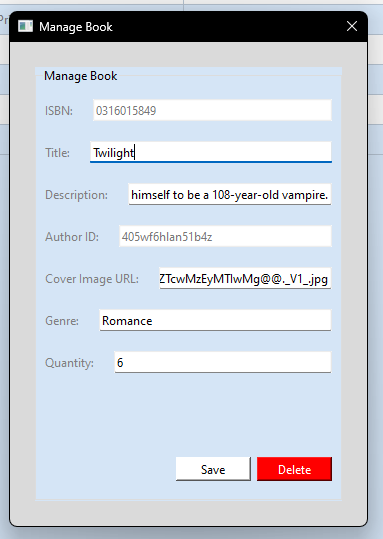 Pri
Manage Book
Manage Book
ISBN: 0316015849
Title: Twilight
Description: himself to be a 108-year-old vampire.
Author ID: 405wf6hlan51b4z
Cover Image URL: ZTcwMzEyMTIwMg@@._V1_.jpg
Genre: Romance
Quantity: 6
Save Delete